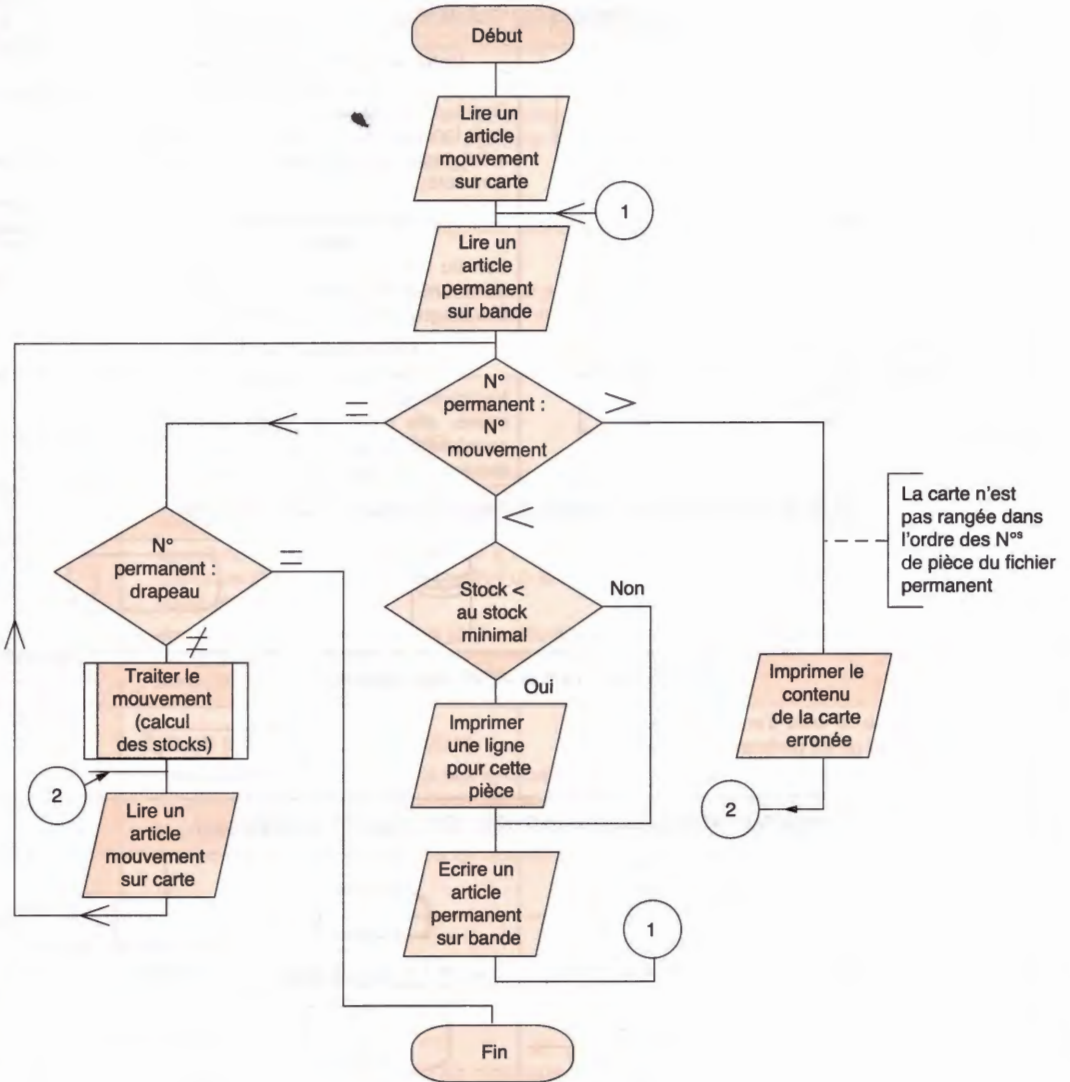 Début
Lire un
article
mouvement
sur carte
1
Lire un
article
permanent
sur bande
N°
permanent :
N°
mouvement
=
>
<
La carte n'est
pas rangée dans
l'ordre des N°ˢ
de pièce du fichier
permanent
N°
permanent :
drapeau
=
≠
Stock <
au stock
minimal
Non
Oui
Traiter le
mouvement
(calcul
des stocks)
2
Lire un
article
mouvement
sur carte
Imprimer
une ligne
pour cette
pièce
Imprimer le
contenu
de la carte
erronée
2
Ecrire un
article
permanent
sur bande
1
Fin